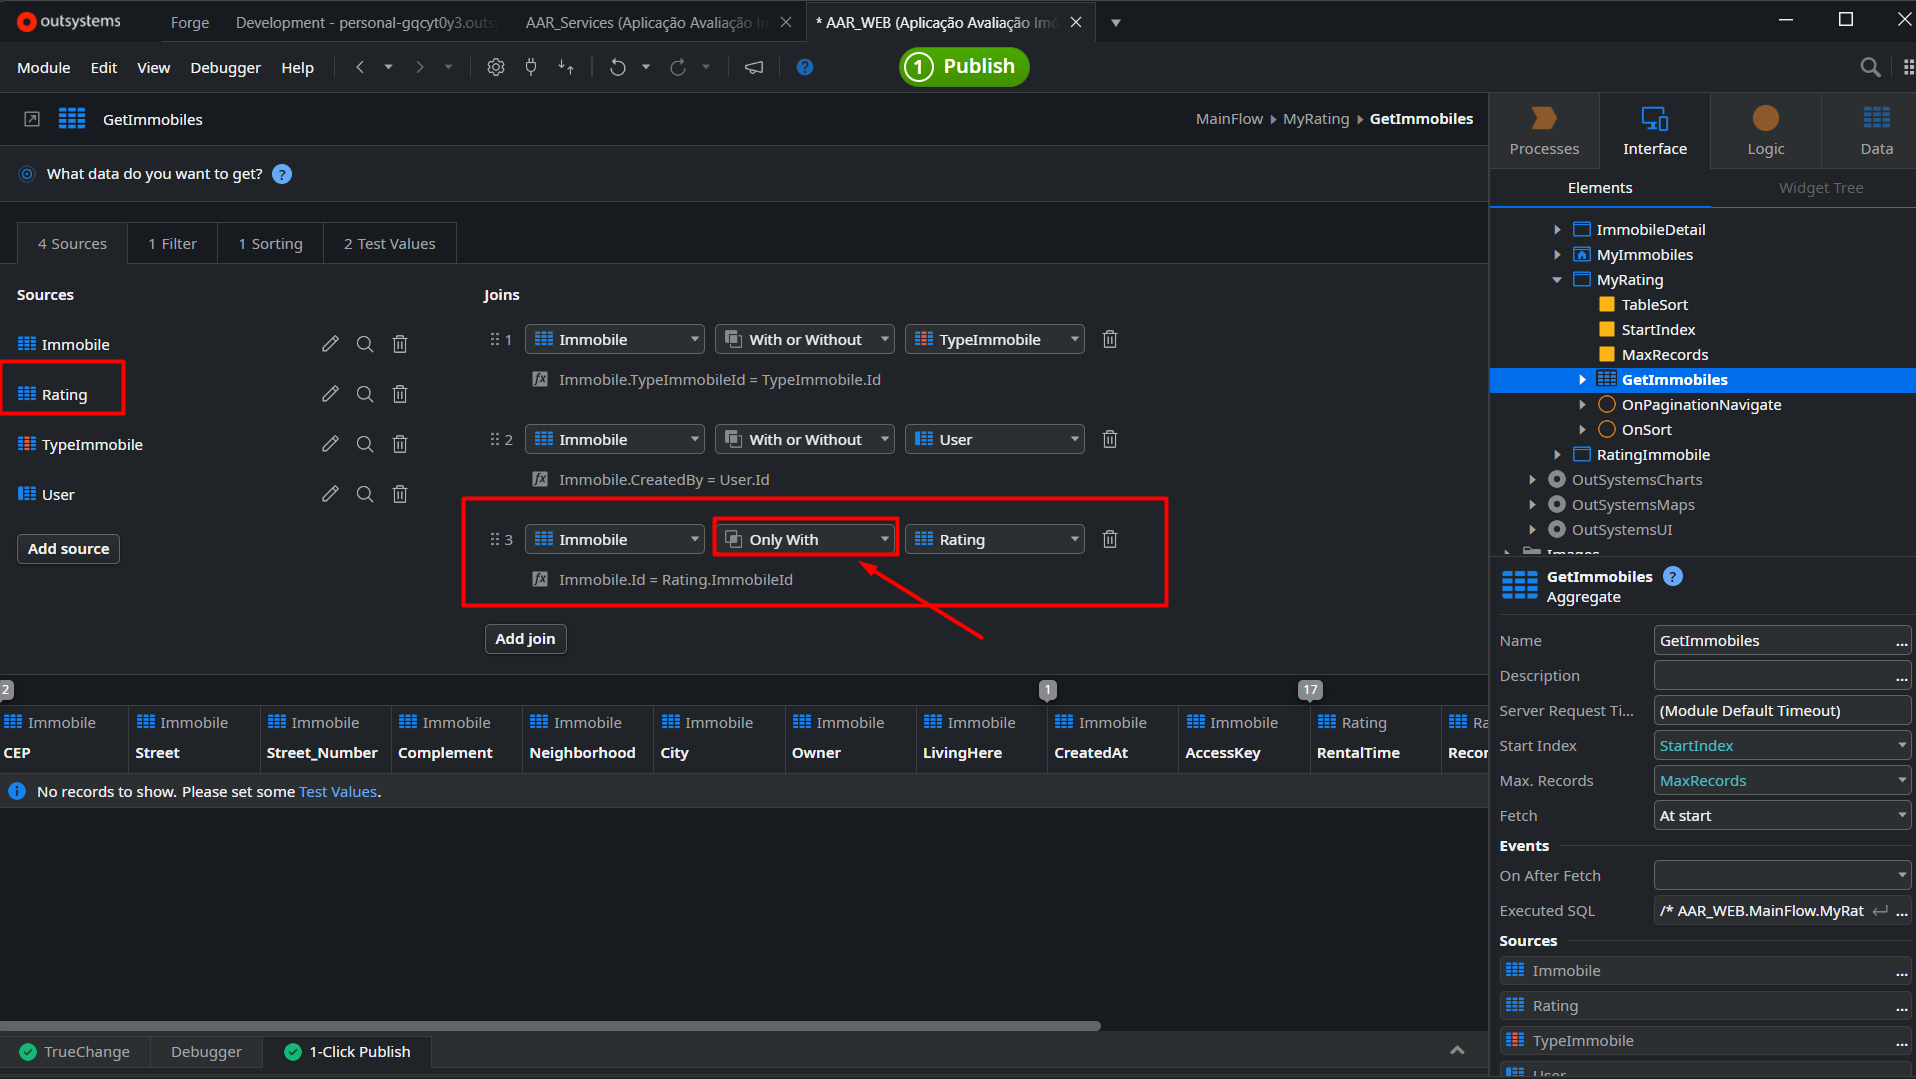 outsystems
Forge
Development - personal-gqcyt0y3.outs
AAR_Services (Aplicação Avaliação I
* AAR_WEB (Aplicação Avaliação Imó
Module Edit View Debugger Help
1 Publish
GetImmobiles
MainFlow MyRating GetImmobiles
What data do you want to get? ?
4 Sources 1 Filter 1 Sorting 2 Test Values
Sources
Immobile
Rating
TypeImmobile
User
Add source
Joins
1 Immobile With or Without TypeImmobile
fx Immobile.TypeImmobileId = TypeImmobile.Id
2 Immobile With or Without User
fx Immobile.CreatedBy = User.Id
3 Immobile Only With Rating
fx Immobile.Id = Rating.ImmobileId
Add join
2 1 17
Immobile Immobile Immobile Immobile Immobile Immobile Immobile Immobile Immobile Immobile Rating Ra
CEP Street Street_Number Complement Neighborhood City Owner LivingHere CreatedAt AccessKey RentalTime Recor
No records to show. Please set some Test Values.
TrueChange Debugger 1-Click Publish
Processes Interface Logic Data
Elements Widget Tree
ImmobileDetail
MyImmobiles
MyRating
TableSort
StartIndex
MaxRecords
GetImmobiles
OnPaginationNavigate
OnSort
RatingImmobile
OutSystemsCharts
OutSystemsMaps
OutSystemsUI
Images
GetImmobiles ?
Aggregate
Name GetImmobiles ...
Description ...
Server Request Ti... (Module Default Timeout)
Start Index StartIndex
Max. Records MaxRecords
Fetch At start
Events
On After Fetch
Executed SQL /* AAR_WEB.MainFlow.MyRat ...
Sources
Immobile ...
Rating ...
TypeImmobile ...
User